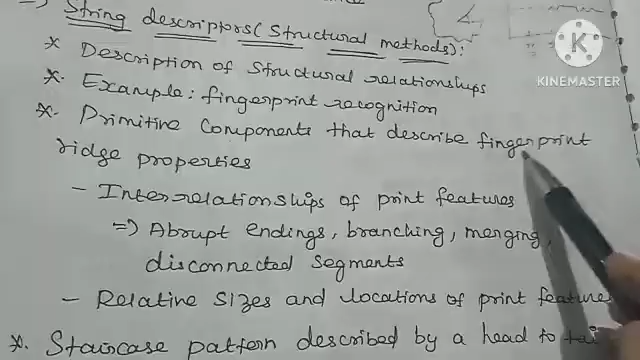 => String descriptors (Structural methods):
* Description of structural relationships
KINEMASTER
*. Example: fingerprint recognition
*. Primitive Components that describe fingerprint
ridge properties
- Interrelationships of print features
=> Abrupt endings, branching, merging,
disconnected segments
- Relative sizes and locations of print feature
*. Staircase pattern described by a head to